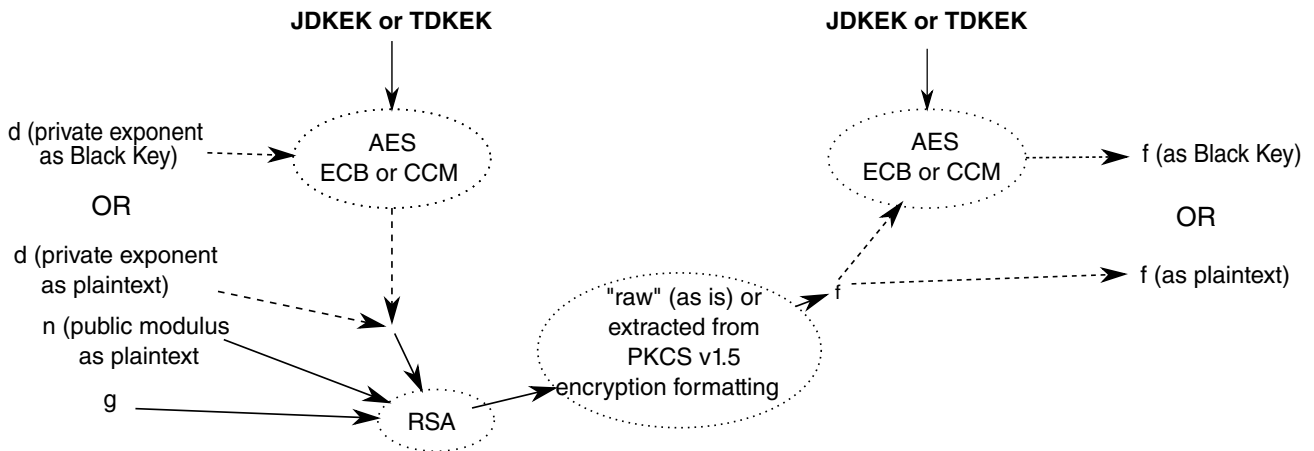 JDKEK or TDKEK
AES
ECB or CCM
d (private exponent
as Black Key)
OR
d (private exponent
as plaintext)
n (public modulus
as plaintext
g
RSA
"raw" (as is) or
extracted from
PKCS v1.5
encryption formatting
f
JDKEK or TDKEK
AES
ECB or CCM
f (as Black Key)
OR
f (as plaintext)